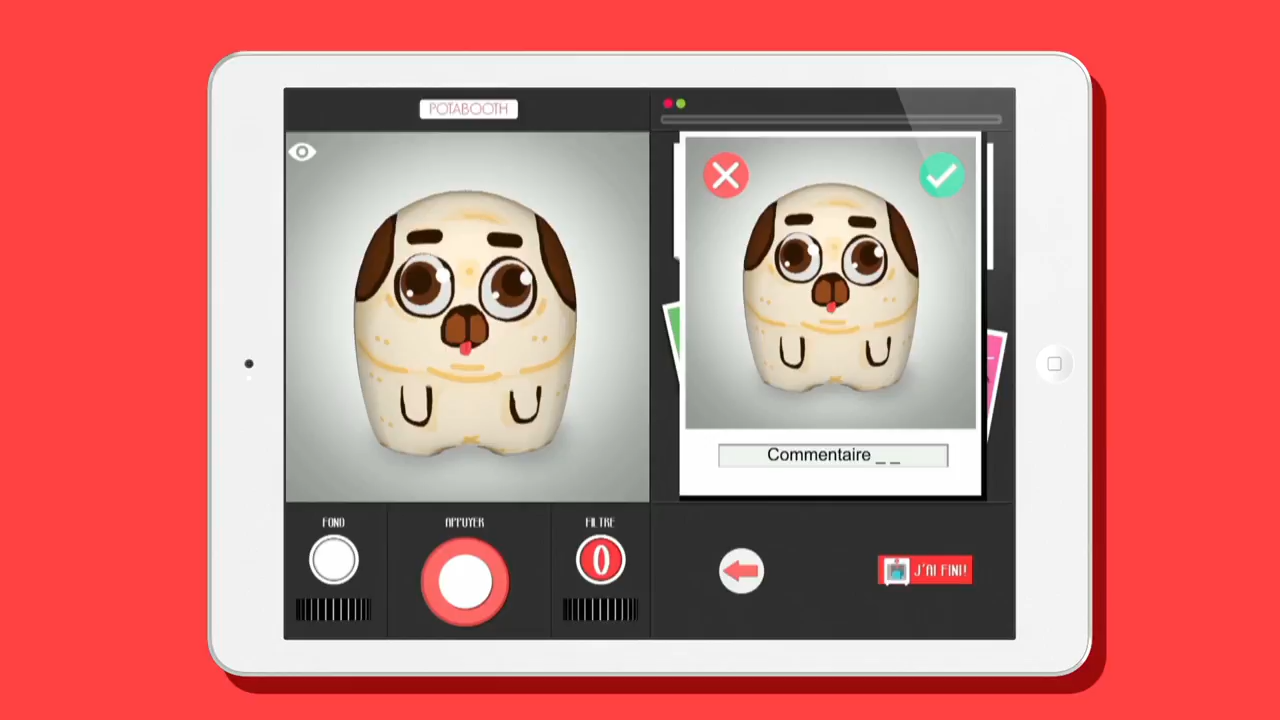 POTABOOTH
Commentaire _ _
FOND
APPUYER
FILTRE
0
J'AI FINI!